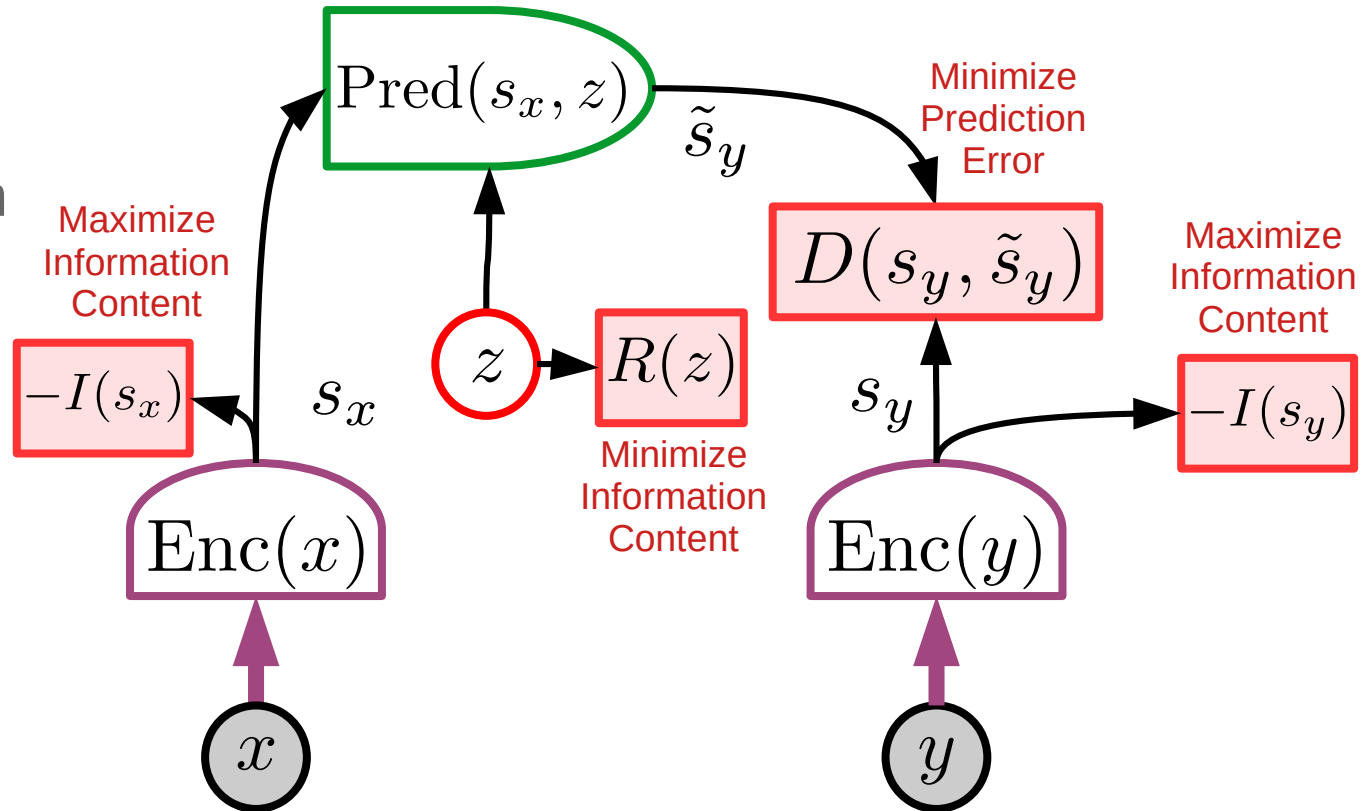 Pred(s_x, z)
s̃_y
Minimize
Prediction
Error
n
Maximize
Information
Content
D(s_y, s̃_y)
Maximize
Information
Content
-I(s_x)
s_x
z
R(z)
s_y
-I(s_y)
Minimize
Information
Content
Enc(x)
Enc(y)
x
y